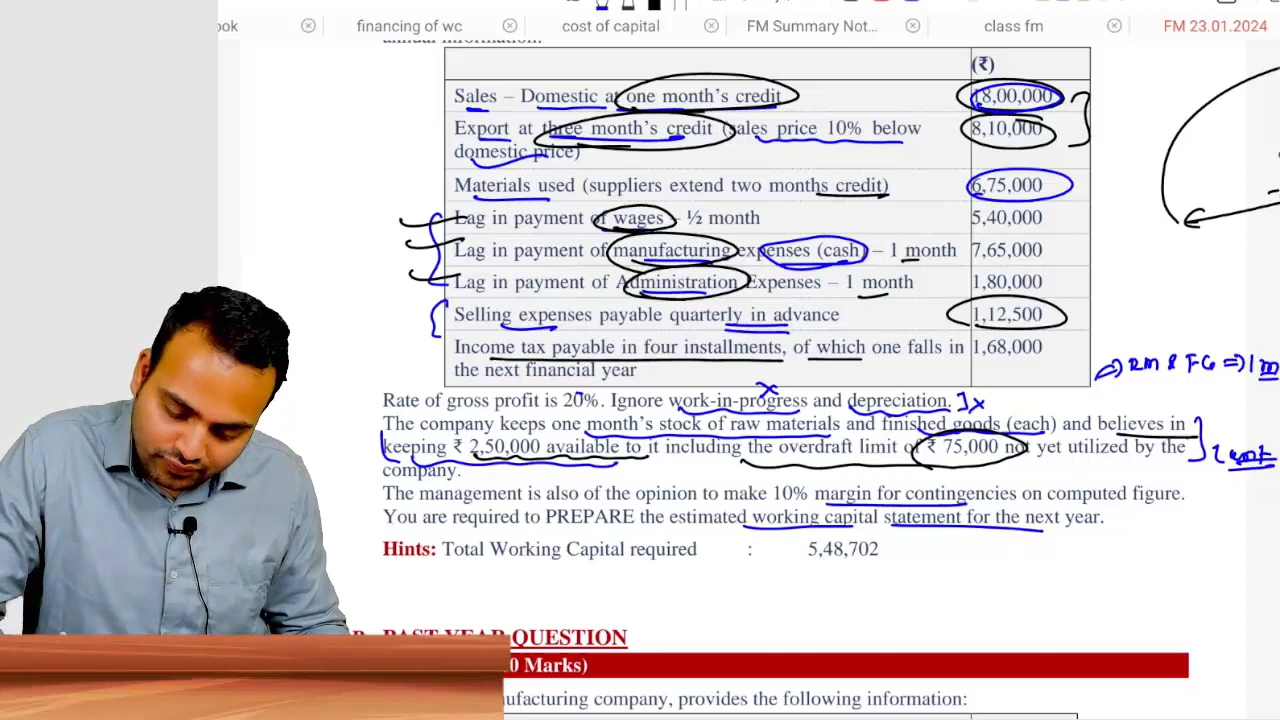 ook
financing of wc
cost of capital
FM Summary Not...
class fm
FM 23.01.2024
annual information.
(₹)
Sales – Domestic at one month's credit 18,00,000
Export at three month's credit (sales price 10% below 8,10,000
domestic price)
Materials used (suppliers extend two months credit) 6,75,000
Lag in payment of wages – ½ month 5,40,000
Lag in payment of manufacturing expenses (cash) – 1 month 7,65,000
Lag in payment of Administration Expenses – 1 month 1,80,000
Selling expenses payable quarterly in advance 1,12,500
Income tax payable in four installments, of which one falls in 1,68,000
the next financial year
⇒ RM & FG ⇒ 1 m
Rate of gross profit is 20%. Ignore work-in-progress and depreciation. ] x
The company keeps one month's stock of raw materials and finished goods (each) and believes in
keeping ₹ 2,50,000 available to it including the overdraft limit of ₹ 75,000 not yet utilized by the
company.
The management is also of the opinion to make 10% margin for contingencies on computed figure.
You are required to PREPARE the estimated working capital statement for the next year.
Hints: Total Working Capital required : 5,48,702
PAST YEAR QUESTION
0 Marks)
nufacturing company, provides the following information: